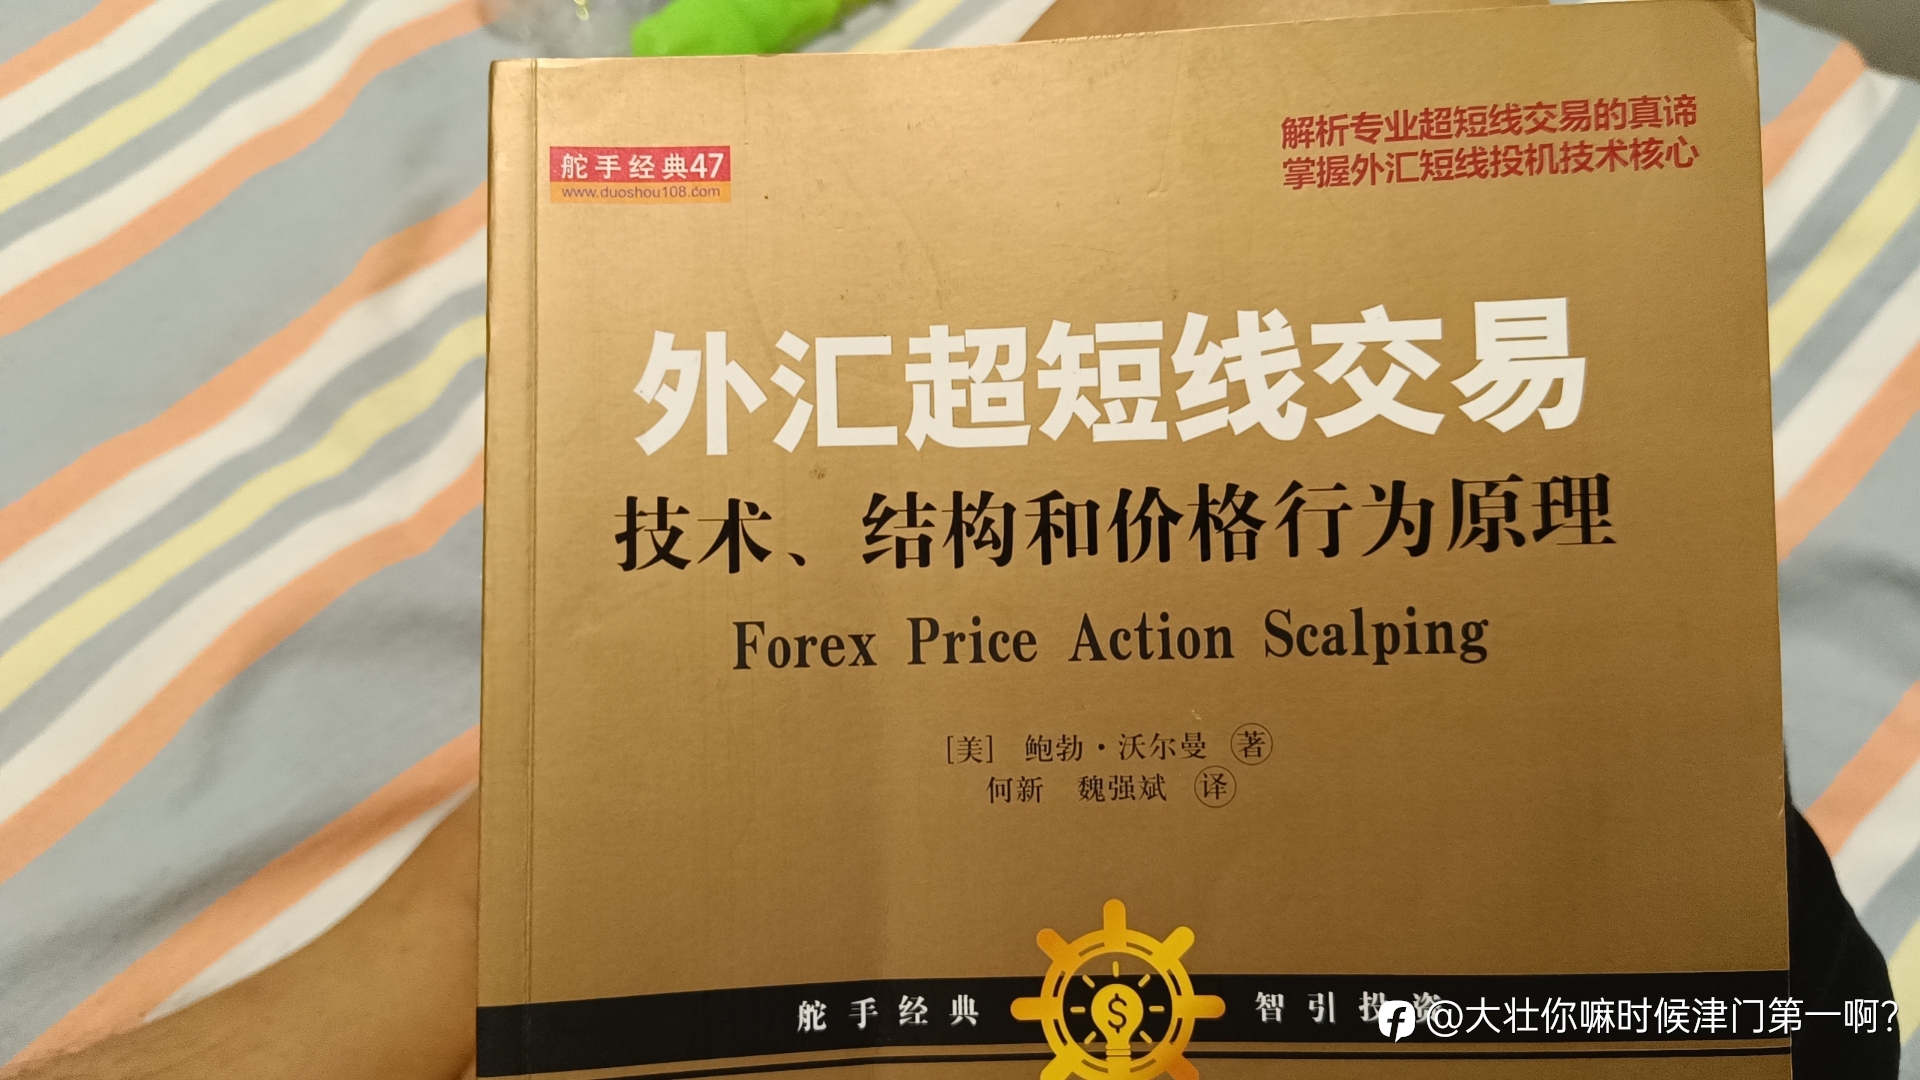 解析专业超短线交易的真谛
掌握外汇短线投机技术核心
舵手经典47
www.duoshou108.com
外汇超短线交易
技术、结构和价格行为原理
Forex Price Action Scalping
[美] 鲍勃·沃尔曼 著
何新 魏强斌 译
舵手经典 智引投资
@大壮你嘛时候津门第一啊?